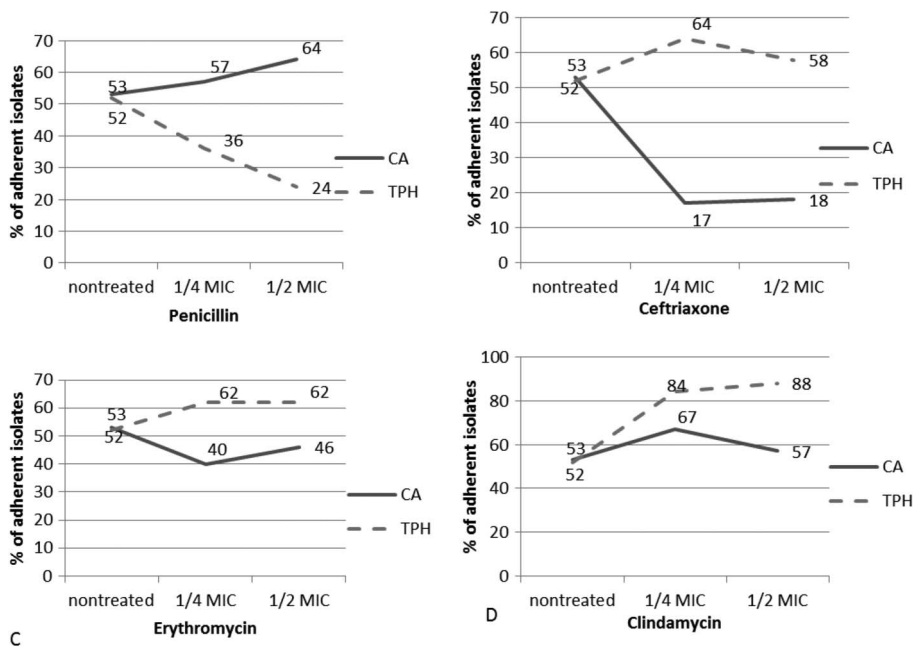 % of adherent isolates
70
60
50
40
30
20
10
0
53
52
57
64
36
24
CA
TPH
nontreated 1/4 MIC 1/2 MIC
Penicillin
% of adherent isolates
70
60
50
40
30
20
10
0
53
52
64
58
17
18
CA
TPH
nontreated 1/4 MIC 1/2 MIC
Ceftriaxone
% of adherent isolates
70
60
50
40
30
20
10
0
53
52
62
62
40
46
CA
TPH
nontreated 1/4 MIC 1/2 MIC
Erythromycin
C
% of adherent isolates
100
80
60
40
20
0
53
52
84
88
67
57
CA
TPH
nontreated 1/4 MIC 1/2 MIC
Clindamycin
D